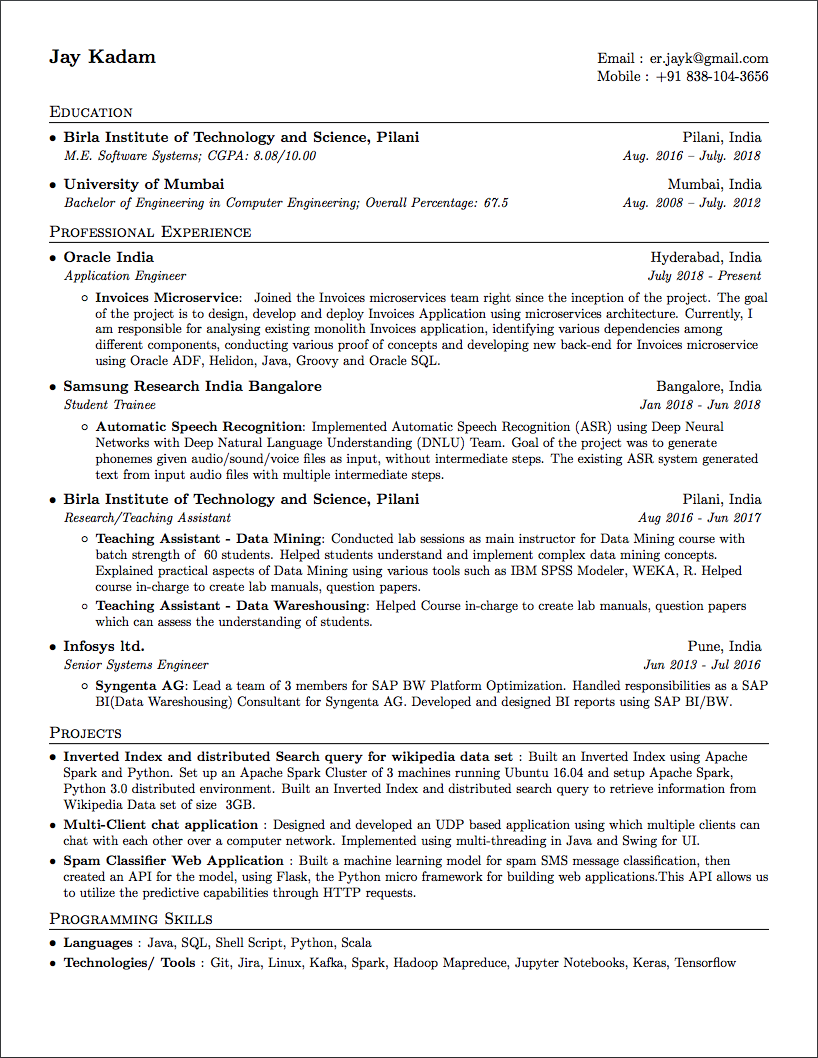 Jay Kadam
Email : er.jayk@gmail.com
Mobile : +91 838-104-3656
Education
• Birla Institute of Technology and Science, Pilani Pilani, India
M.E. Software Systems; CGPA: 8.08/10.00 Aug. 2016 – July. 2018
• University of Mumbai Mumbai, India
Bachelor of Engineering in Computer Engineering; Overall Percentage: 67.5 Aug. 2008 – July. 2012
Professional Experience
• Oracle India Hyderabad, India
Application Engineer July 2018 - Present
◦ Invoices Microservice: Joined the Invoices microservices team right since the inception of the project. The goal
of the project is to design, develop and deploy Invoices Application using microservices architecture. Currently, I
am responsible for analysing existing monolith Invoices application, identifying various dependencies among
different components, conducting various proof of concepts and developing new back-end for Invoices microservice
using Oracle ADF, Helidon, Java, Groovy and Oracle SQL.
• Samsung Research India Bangalore Bangalore, India
Student Trainee Jan 2018 - Jun 2018
◦ Automatic Speech Recognition: Implemented Automatic Speech Recognition (ASR) using Deep Neural
Networks with Deep Natural Language Understanding (DNLU) Team. Goal of the project was to generate
phonemes given audio/sound/voice files as input, without intermediate steps. The existing ASR system generated
text from input audio files with multiple intermediate steps.
• Birla Institute of Technology and Science, Pilani Pilani, India
Research/Teaching Assistant Aug 2016 - Jun 2017
◦ Teaching Assistant - Data Mining: Conducted lab sessions as main instructor for Data Mining course with
batch strength of 60 students. Helped students understand and implement complex data mining concepts.
Explained practical aspects of Data Mining using various tools such as IBM SPSS Modeler, WEKA, R. Helped
course in-charge to create lab manuals, question papers.
◦ Teaching Assistant - Data Warehousing: Helped Course in-charge to create lab manuals, question papers
which can assess the understanding of students.
• Infosys ltd. Pune, India
Senior Systems Engineer Jun 2013 - Jul 2016
◦ Syngenta AG: Lead a team of 3 members for SAP BW Platform Optimization. Handled responsibilities as a SAP
BI(Data Warehousing) Consultant for Syngenta AG. Developed and designed BI reports using SAP BI/BW.
Projects
• Inverted Index and distributed Search query for wikipedia data set : Built an Inverted Index using Apache
Spark and Python. Set up an Apache Spark Cluster of 3 machines running Ubuntu 16.04 and setup Apache Spark,
Python 3.0 distributed environment. Built an Inverted Index and distributed search query to retrieve information from
Wikipedia Data set of size 3GB.
• Multi-Client chat application : Designed and developed an UDP based application using which multiple clients can
chat with each other over a computer network. Implemented using multi-threading in Java and Swing for UI.
• Spam Classifier Web Application : Built a machine learning model for spam SMS message classification, then
created an API for the model, using Flask, the Python micro framework for building web applications.This API allows us
to utilize the predictive capabilities through HTTP requests.
Programming Skills
• Languages : Java, SQL, Shell Script, Python, Scala
• Technologies/ Tools : Git, Jira, Linux, Kafka, Spark, Hadoop Mapreduce, Jupyter Notebooks, Keras, Tensorflow